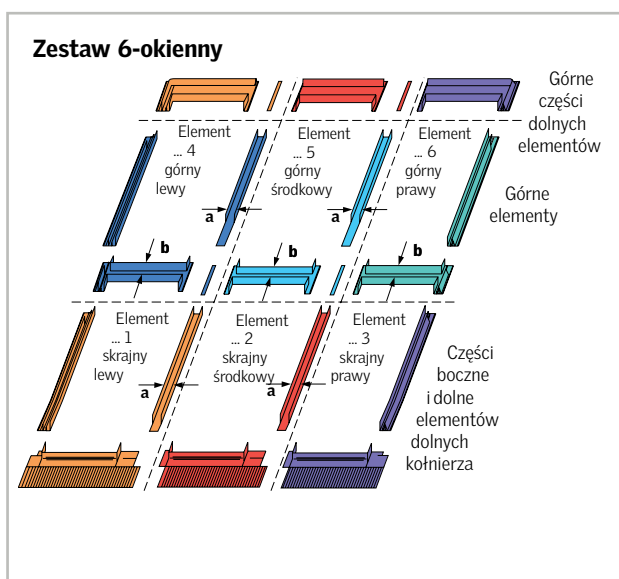 Zestaw 6-okienny
Górne
części
dolnych
elementów
Element
... 4
górny
lewy
Element
... 5
górny
środkowy
Element
... 6
górny
prawy
Górne
elementy
a
a
b
b
b
Element
... 1
skrajny
lewy
Element
... 2
skrajny
środkowy
Element
... 3
skrajny
prawy
a
a
Części
boczne
i dolne
elementów
dolnych
kołnierza